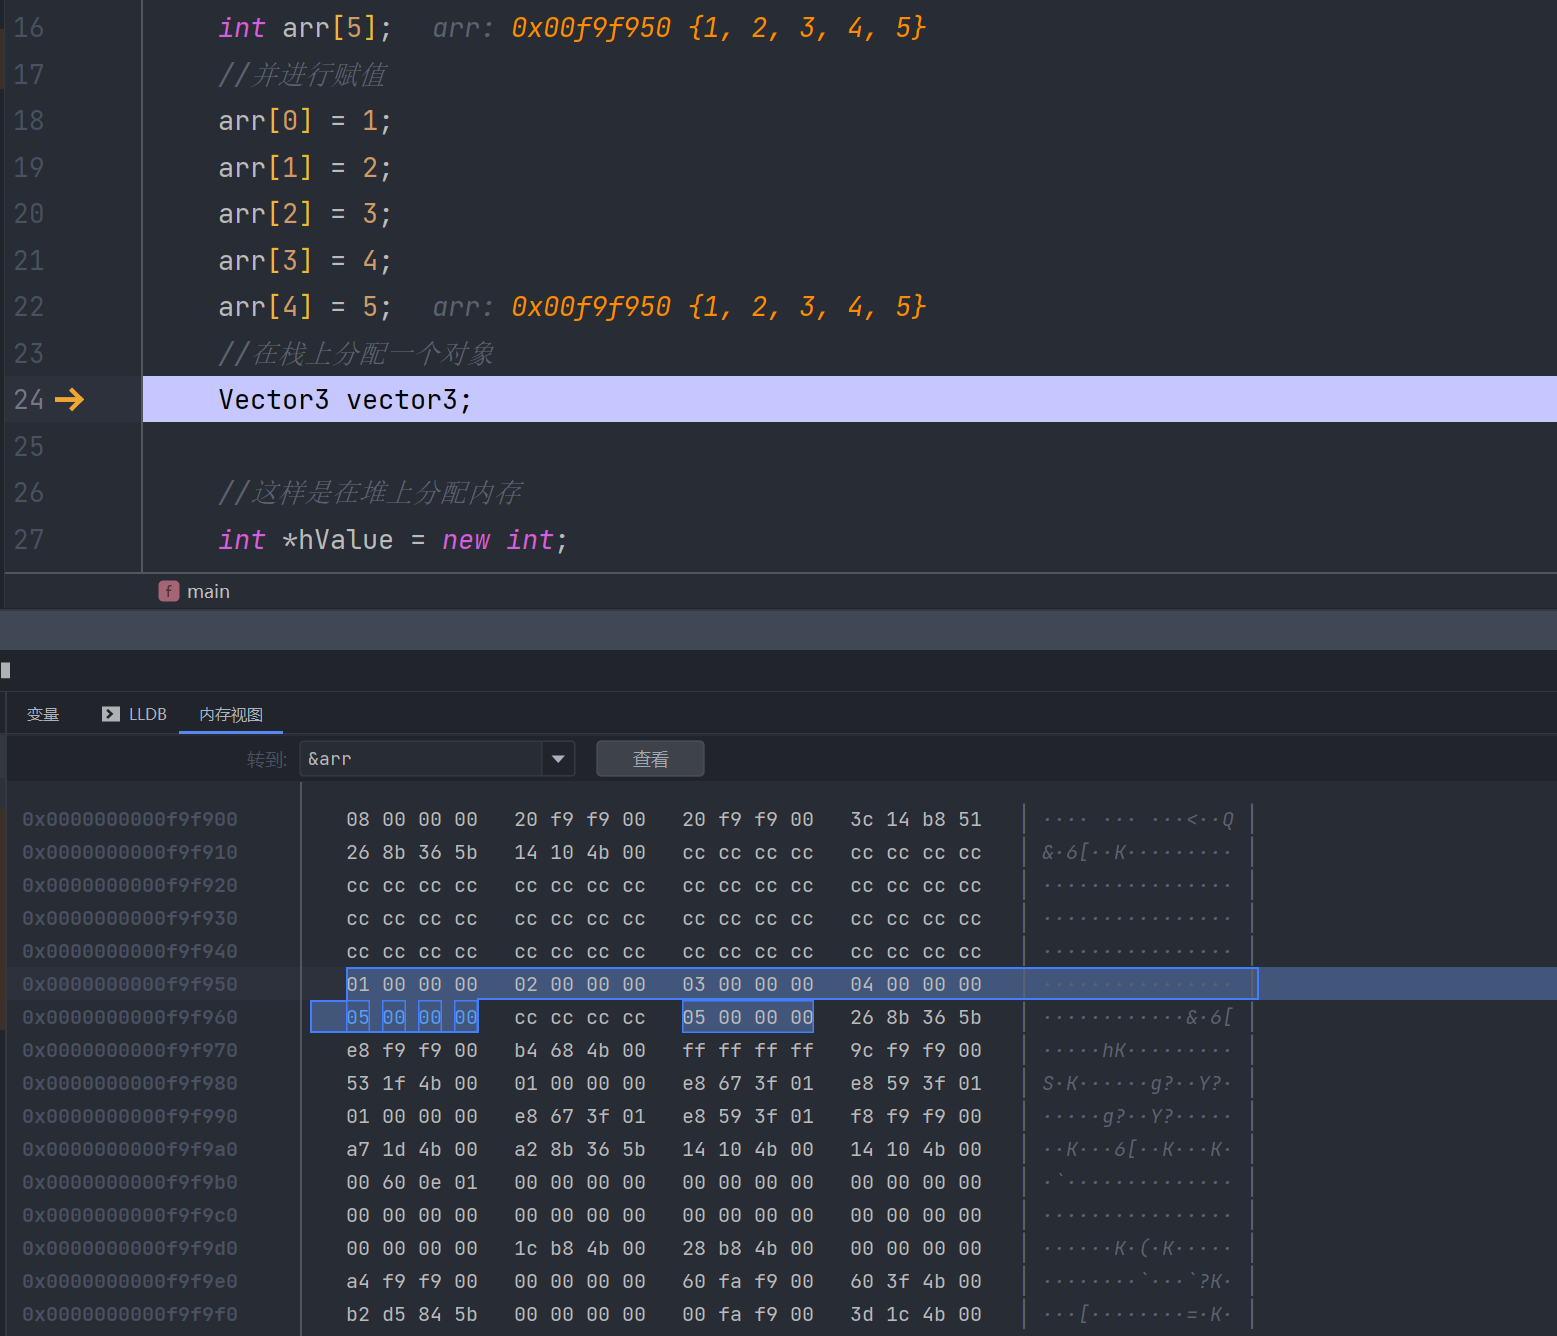 16 int arr[5]; arr: 0x00f9f950 {1, 2, 3, 4, 5}
17 //并进行赋值
18 arr[0] = 1;
19 arr[1] = 2;
20 arr[2] = 3;
21 arr[3] = 4;
22 arr[4] = 5; arr: 0x00f9f950 {1, 2, 3, 4, 5}
23 //在栈上分配一个对象
24 Vector3 vector3;
25
26 //这样是在堆上分配内存
27 int *hValue = new int;
f main
变量 LLDB 内存视图
转到: &arr 查看
0x0000000000f9f900 08 00 00 00 20 f9 f9 00 20 f9 f9 00 3c 14 b8 51 │ ···· ··· ···<··Q │
0x0000000000f9f910 26 8b 36 5b 14 10 4b 00 cc cc cc cc cc cc cc cc │ &·6[··K········· │
0x0000000000f9f920 cc cc cc cc cc cc cc cc cc cc cc cc cc cc cc cc │ ················ │
0x0000000000f9f930 cc cc cc cc cc cc cc cc cc cc cc cc cc cc cc cc │ ················ │
0x0000000000f9f940 cc cc cc cc cc cc cc cc cc cc cc cc cc cc cc cc │ ················ │
0x0000000000f9f950 01 00 00 00 02 00 00 00 03 00 00 00 04 00 00 00 │ ················ │
0x0000000000f9f960 05 00 00 00 cc cc cc cc 05 00 00 00 26 8b 36 5b │ ············&·6[ │
0x0000000000f9f970 e8 f9 f9 00 b4 68 4b 00 ff ff ff ff 9c f9 f9 00 │ ·····hK········· │
0x0000000000f9f980 53 1f 4b 00 01 00 00 00 e8 67 3f 01 e8 59 3f 01 │ S·K······g?··Y?· │
0x0000000000f9f990 01 00 00 00 e8 67 3f 01 e8 59 3f 01 f8 f9 f9 00 │ ·····g?··Y?····· │
0x0000000000f9f9a0 a7 1d 4b 00 a2 8b 36 5b 14 10 4b 00 14 10 4b 00 │ ··K···6[··K···K· │
0x0000000000f9f9b0 00 60 0e 01 00 00 00 00 00 00 00 00 00 00 00 00 │ ·`·············· │
0x0000000000f9f9c0 00 00 00 00 00 00 00 00 00 00 00 00 00 00 00 00 │ ················ │
0x0000000000f9f9d0 00 00 00 00 1c b8 4b 00 28 b8 4b 00 00 00 00 00 │ ······K·(·K····· │
0x0000000000f9f9e0 a4 f9 f9 00 00 00 00 00 60 fa f9 00 60 3f 4b 00 │ ········`···`?K· │
0x0000000000f9f9f0 b2 d5 84 5b 00 00 00 00 00 fa f9 00 3d 1c 4b 00 │ ···[········=·K· │